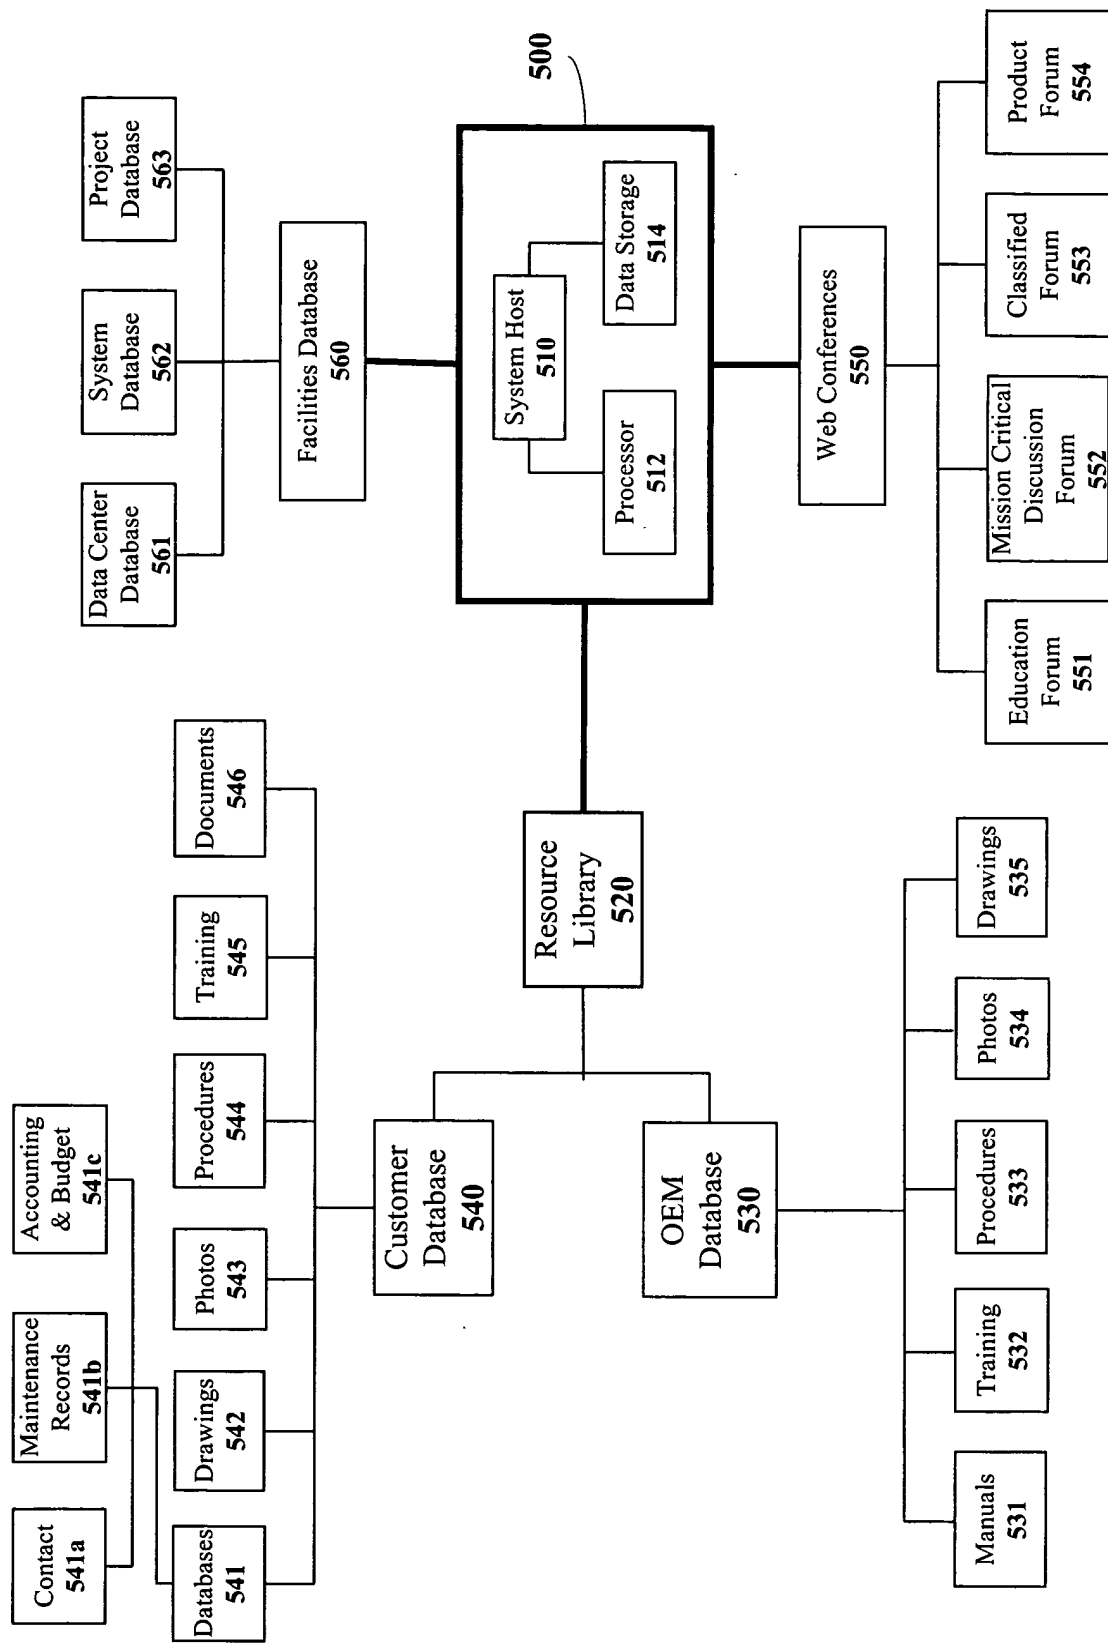 Contact
541a
Maintenance
Records
541b
Accounting
& Budget
541c
Databases
541
Drawings
542
Photos
543
Procedures
544
Training
545
Documents
546
Data Center
Database
561
System
Database
562
Project
Database
563
Customer
Database
540
Facilities Database
560
OEM
Database
530
Resource
Library
520
500
System Host
510
Processor
512
Data Storage
514
Web Conferences
550
Manuals
531
Training
532
Procedures
533
Photos
534
Drawings
535
Education
Forum
551
Mission Critical
Discussion
Forum
552
Classified
Forum
553
Product
Forum
554